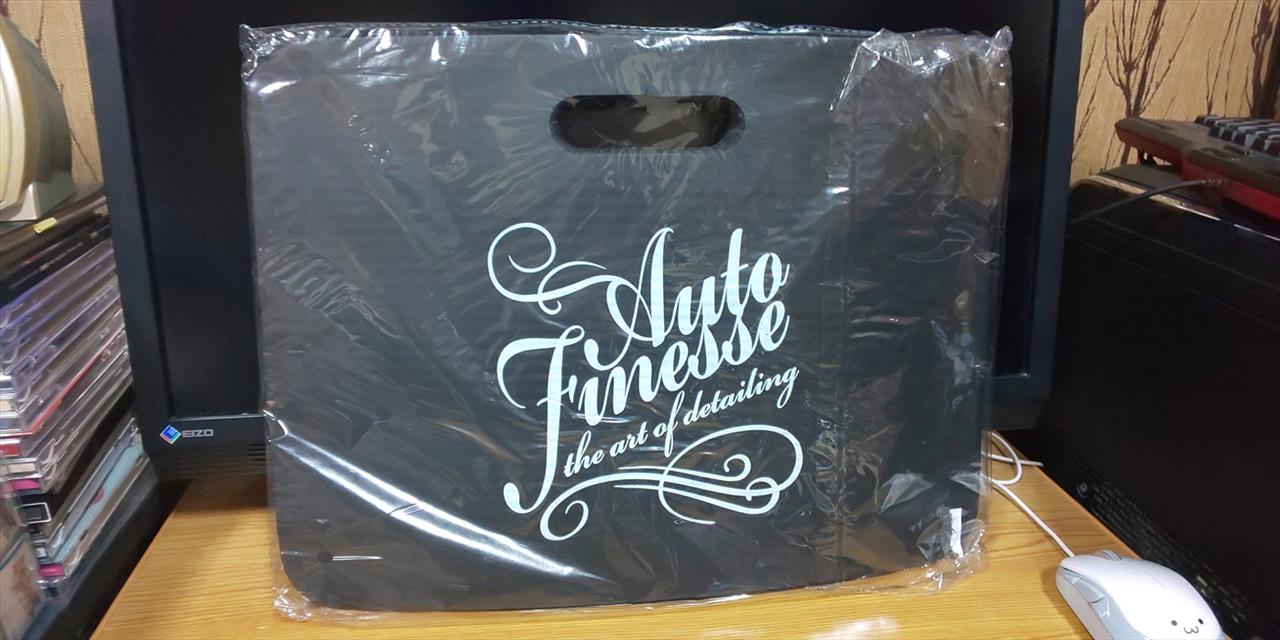 Auto
Finesse
the art of detailing
EIZO